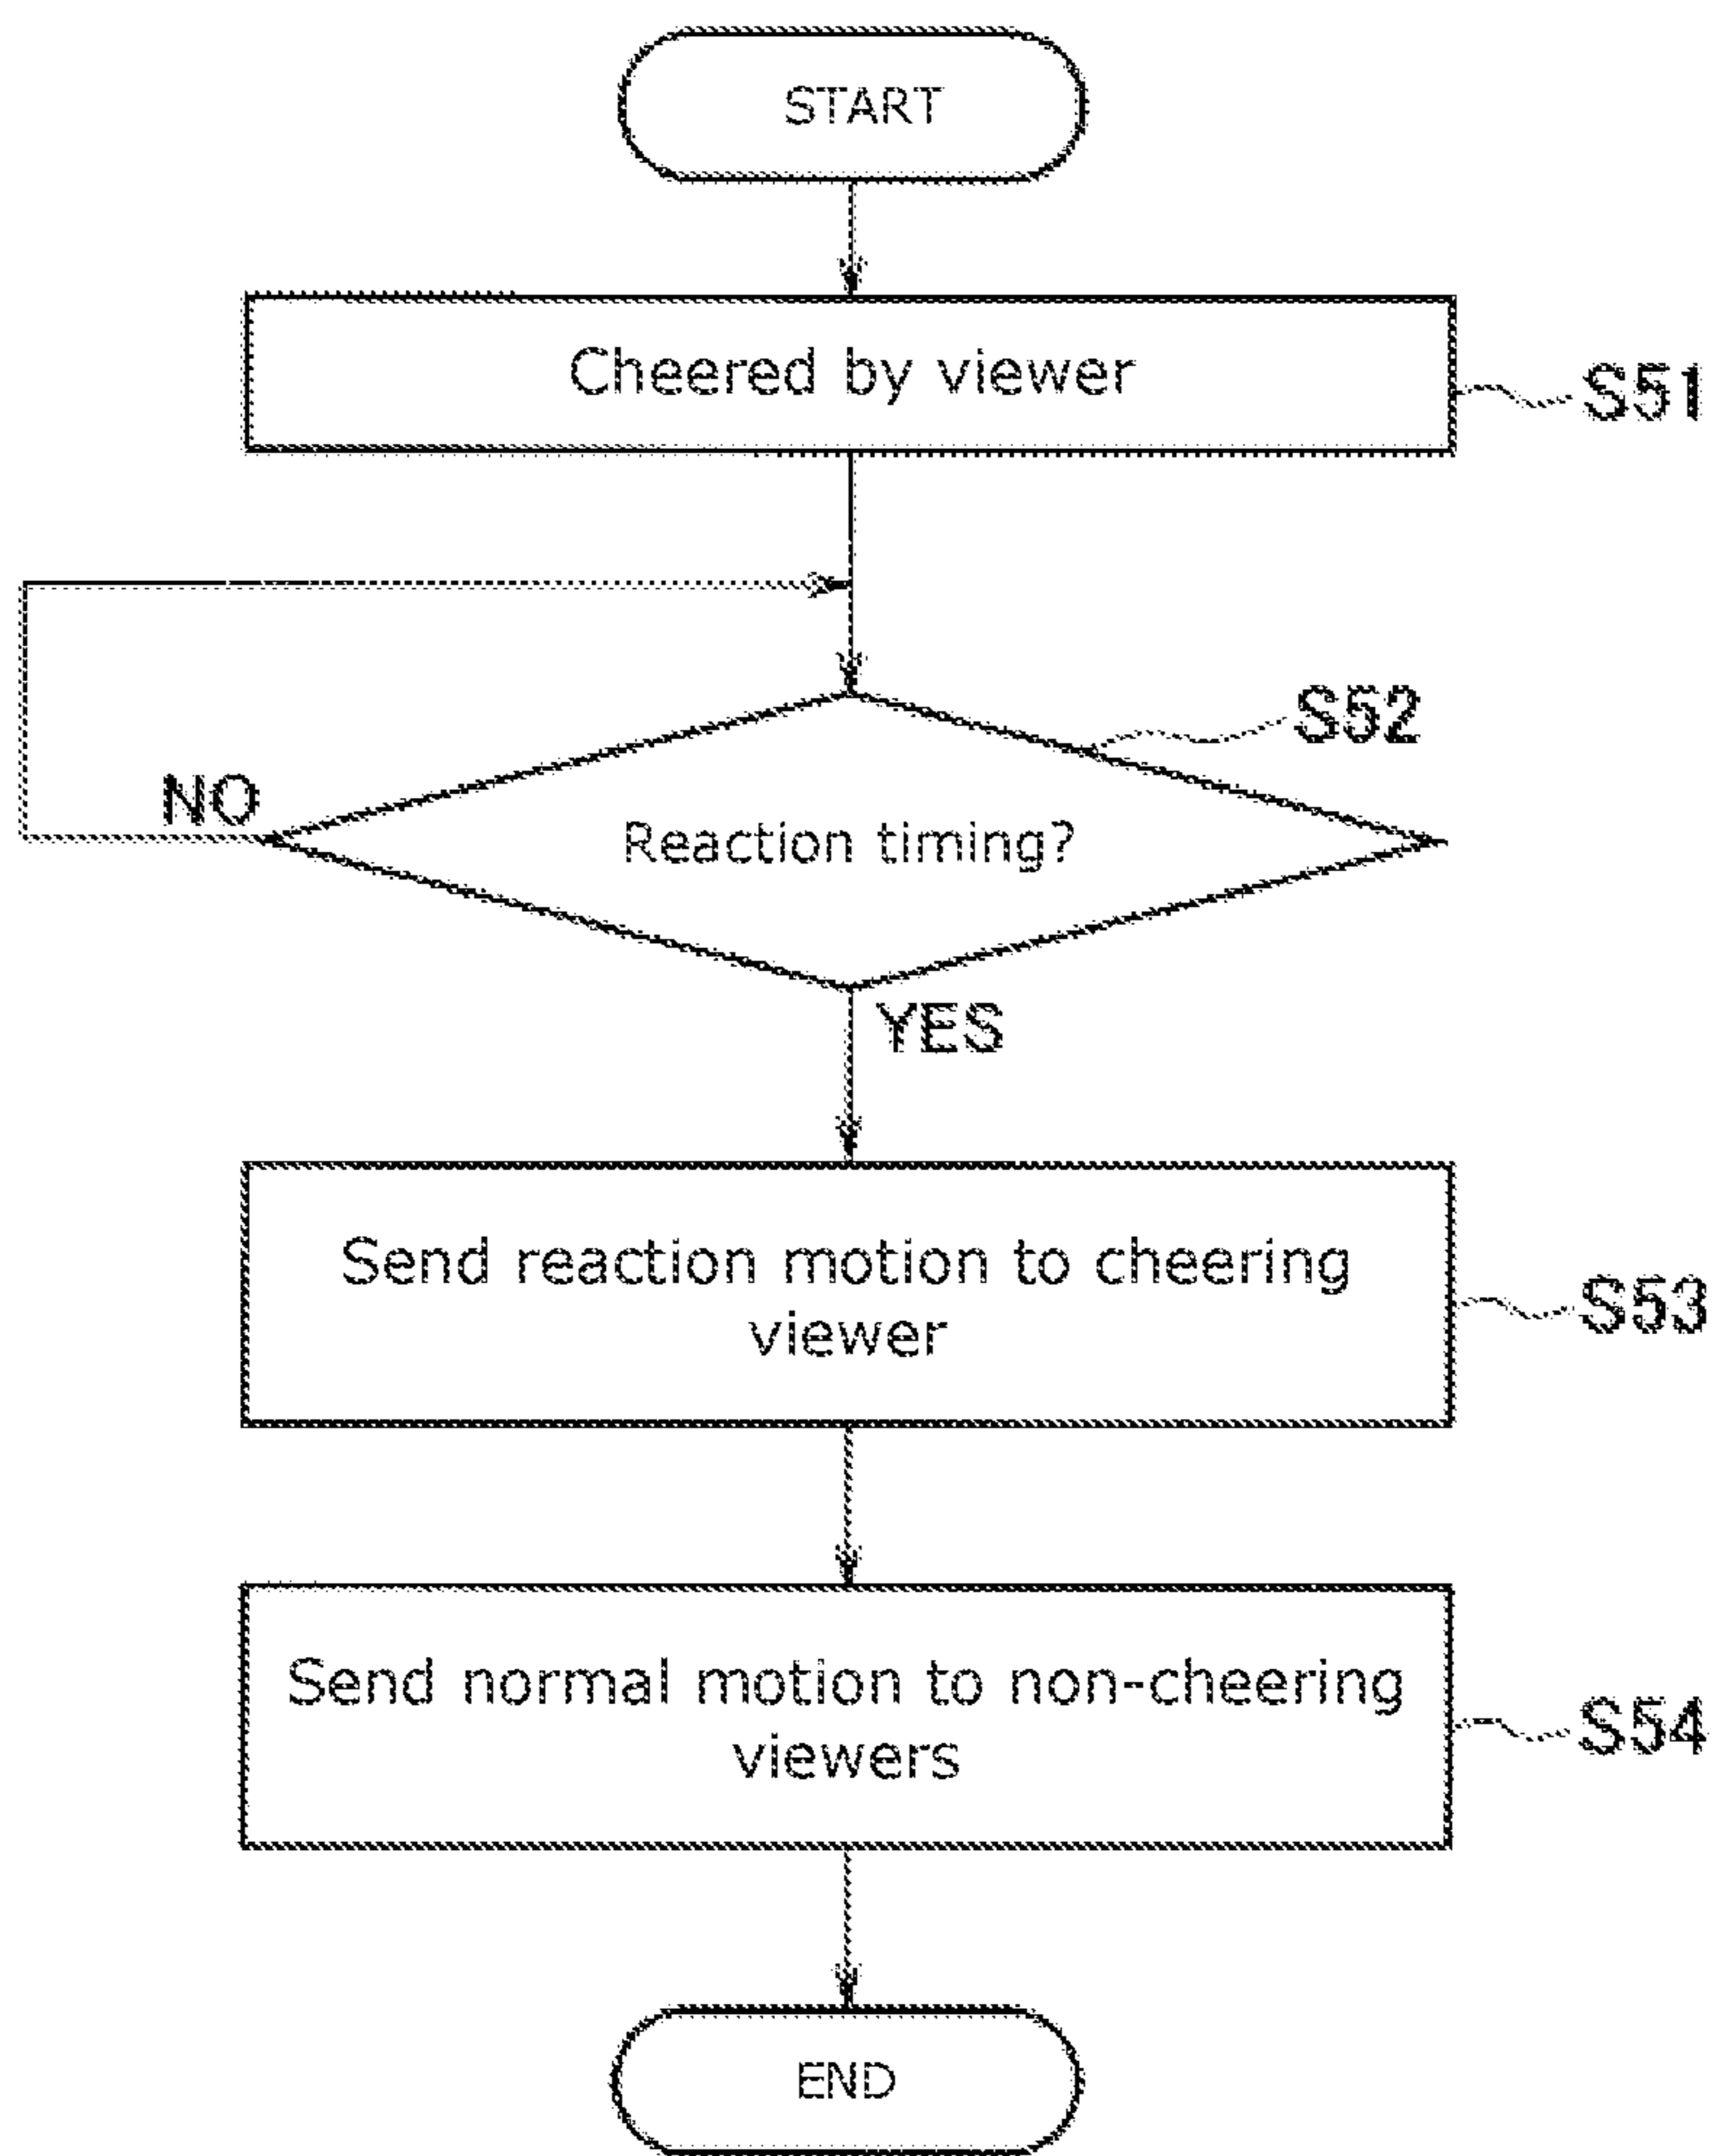 START
Cheered by viewer
S51
S52
NO
Reaction timing?
YES
Send reaction motion to cheering
viewer
S53
Send normal motion to non-cheering
viewers
S54
END